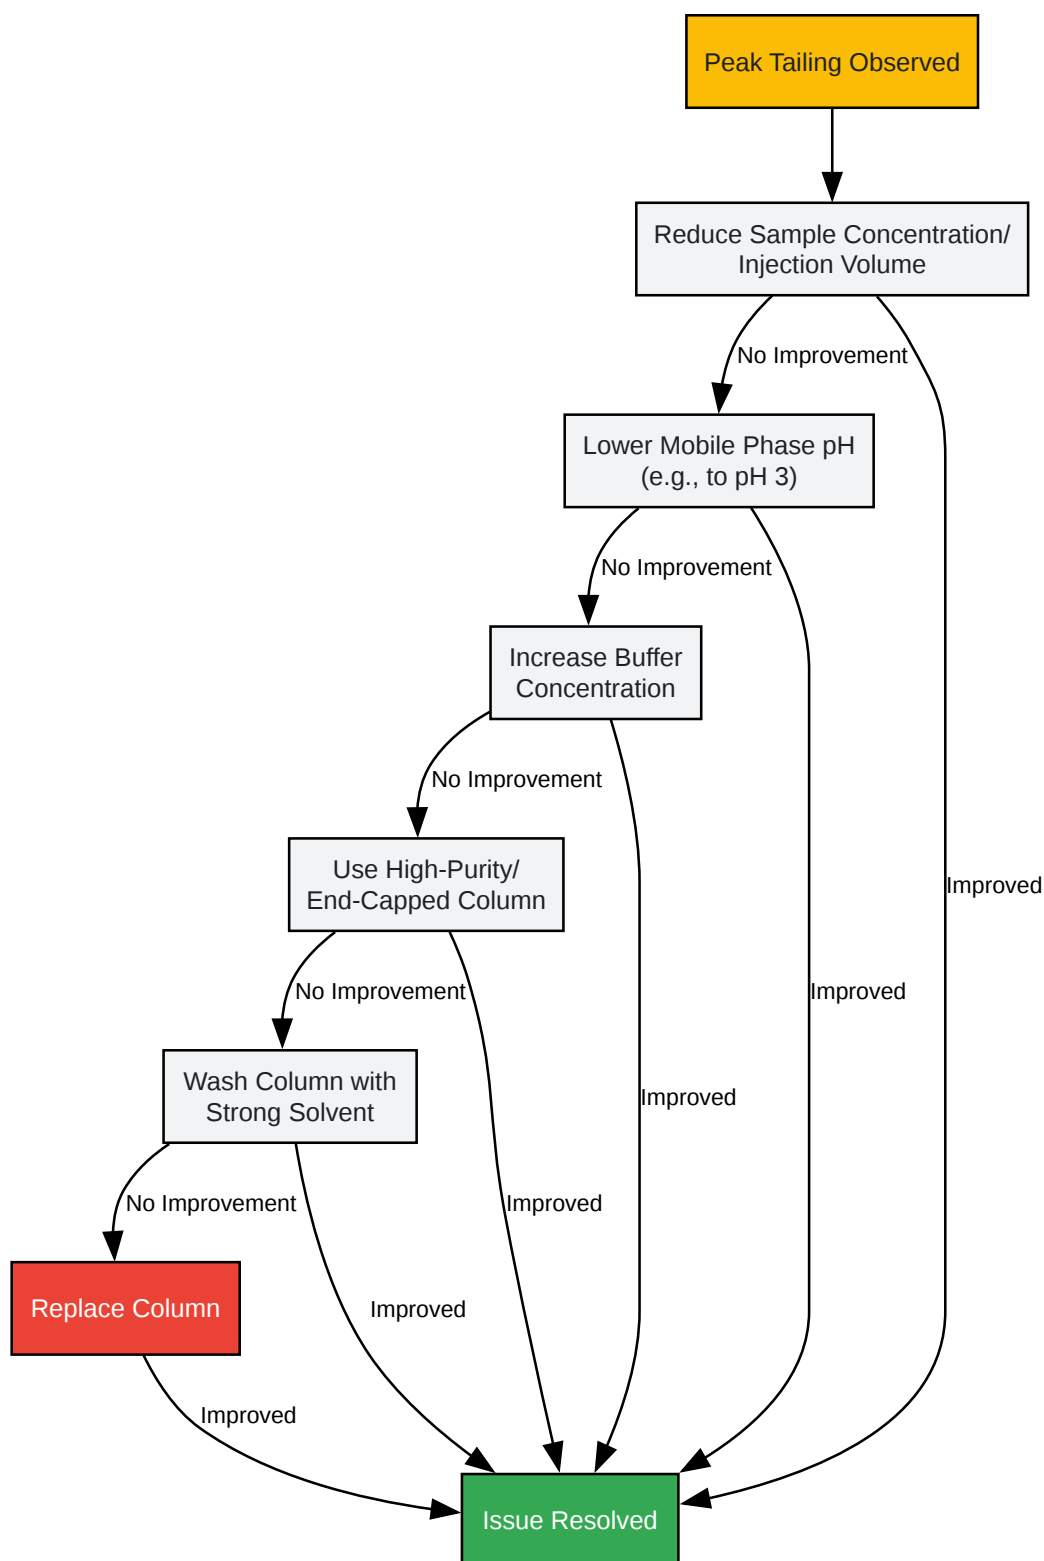 Peak Tailing Observed
Reduce Sample Concentration/
Injection Volume
No Improvement
Lower Mobile Phase pH
(e.g., to pH 3)
No Improvement
Increase Buffer
Concentration
No Improvement
Use High-Purity/
End-Capped Column
Improved
No Improvement
Improved
Wash Column with
Strong Solvent
Improved
No Improvement
Improved
Replace Column
Improved
Improved
Issue Resolved